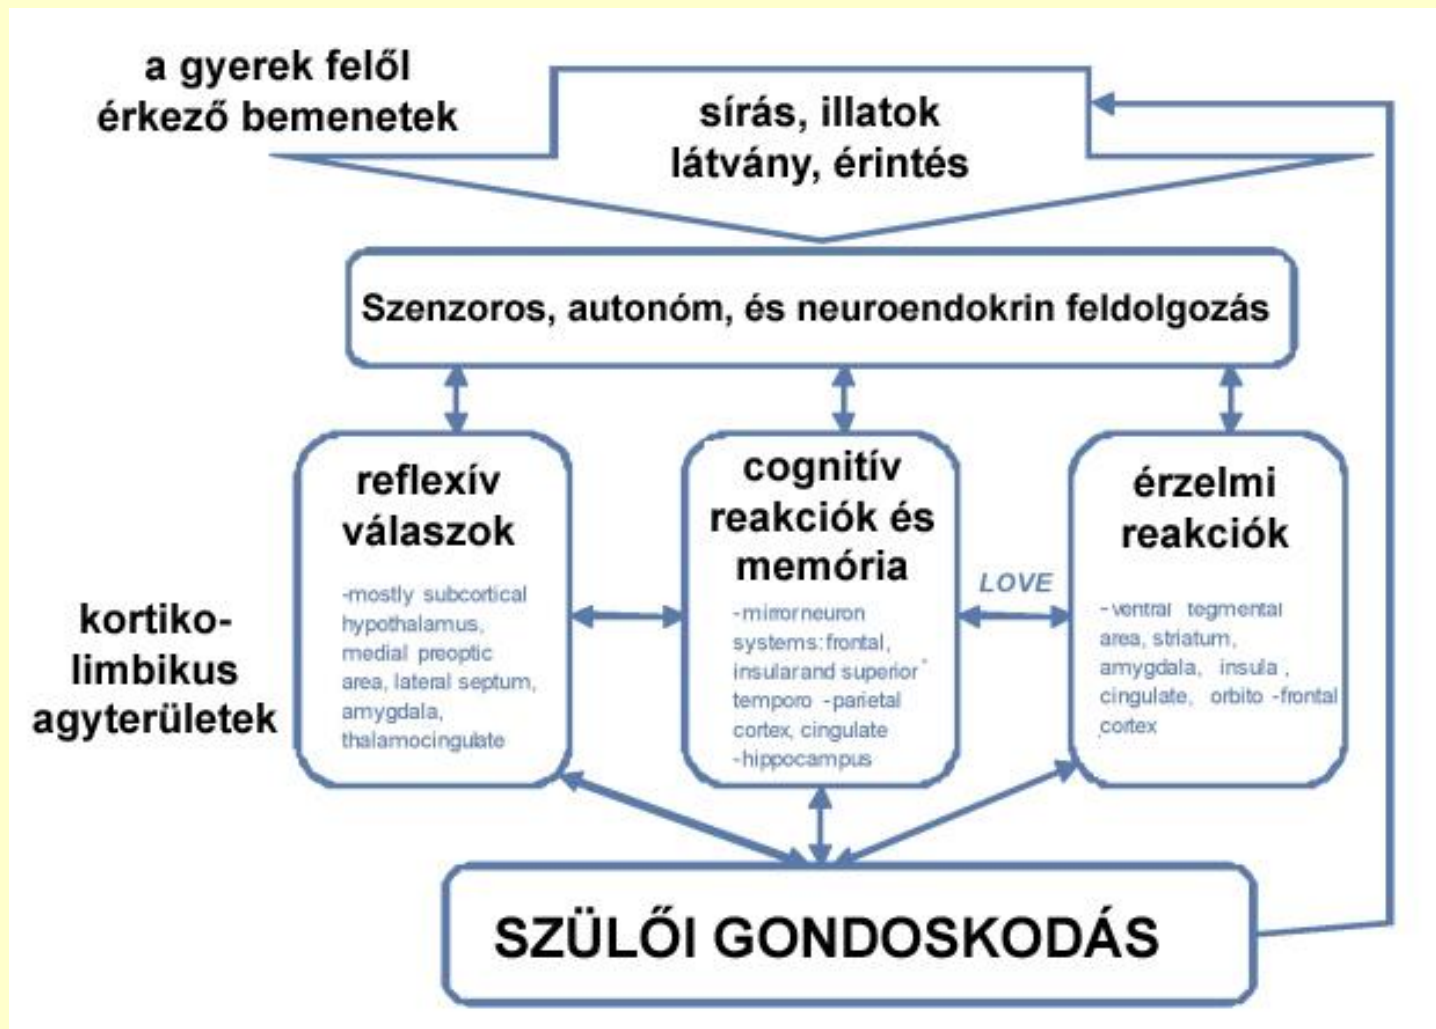 a gyerek felől
érkező bemenetek
sírás, illatok
látvány, érintés
Szenzoros, autonóm, és neuroendokrin feldolgozás
reflexív
válaszok
-mostly subcortical
hypothalamus,
medial preoptic
area, lateral septum,
amygdala,
thalamocingulate
cognitív
reakciók és
memória
-mirrorneuron
systems:frontal,
insularand superior
temporo -parietal
cortex, cingulate
-hippocampus
LOVE
érzelmi
reakciók
-ventral tegmental
area, striatum,
amygdala, insula ,
cingulate, orbito -frontal
cortex
kortiko-
limbikus
agyterületek
SZÜLŐI GONDOSKODÁS